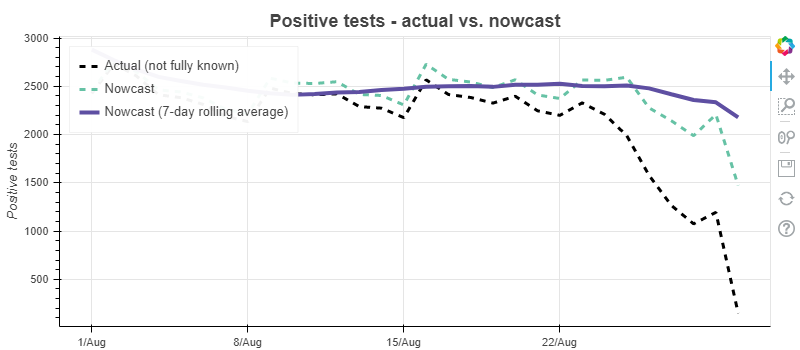 Positive tests - actual vs. nowcast
Positive tests
3000
2500
2000
1500
1000
500
Actual (not fully known)
Nowcast
Nowcast (7-day rolling average)
1/Aug
8/Aug
15/Aug
22/Aug